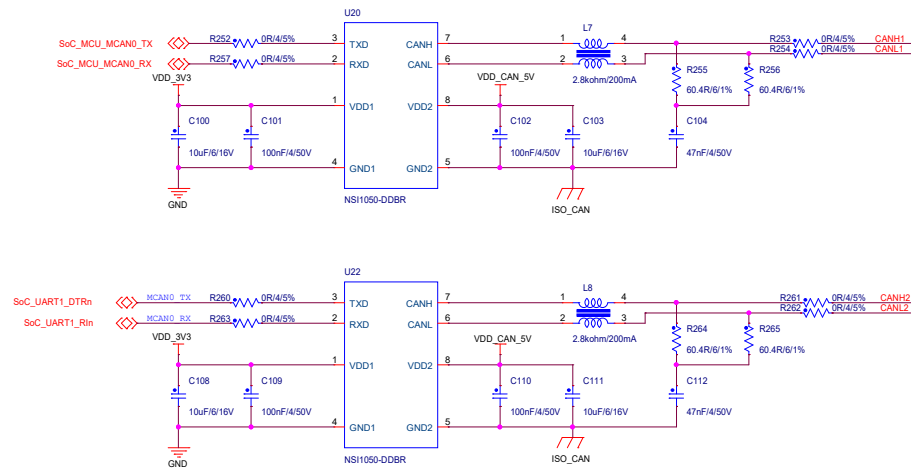 U20
L7
SoC_MCU_MCAN0_TX R252 0R/4/5% 3 TXD CANH 7 1 4 R253 0R/4/5% CANH1
SoC_MCU_MCAN0_RX R257 0R/4/5% 2 RXD CANL 6 2 3 R254 0R/4/5% CANL1
VDD_3V3 VDD_CAN_5V 2.8kohm/200mA R255 R256
60.4R/6/1% 60.4R/6/1%
1 VDD1 VDD2 8
C100 C101 C102 C103 C104
10uF/6/16V 100nF/4/50V 100nF/4/50V 10uF/6/16V 47nF/4/50V
4 GND1 GND2 5
GND NSI1050-DDBR ISO_CAN
U22
L8
SoC_UART1_DTRn MCAN0 TX R260 0R/4/5% 3 TXD CANH 7 1 4 R261 0R/4/5% CANH2
SoC_UART1_RIn MCAN0 RX R263 0R/4/5% 2 RXD CANL 6 2 3 R262 0R/4/5% CANL2
VDD_3V3 VDD_CAN_5V 2.8kohm/200mA R264 R265
60.4R/6/1% 60.4R/6/1%
1 VDD1 VDD2 8
C108 C109 C110 C111 C112
10uF/6/16V 100nF/4/50V 100nF/4/50V 10uF/6/16V 47nF/4/50V
4 GND1 GND2 5
GND NSI1050-DDBR ISO_CAN